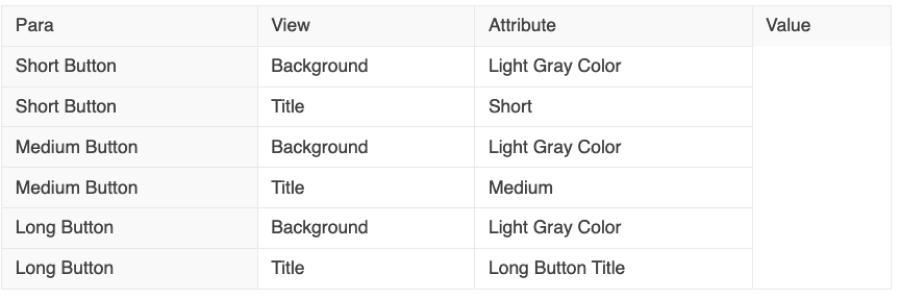 Para View Attribute Value
Short Button Background Light Gray Color
Short Button Title Short
Medium Button Background Light Gray Color
Medium Button Title Medium
Long Button Background Light Gray Color
Long Button Title Long Button Title